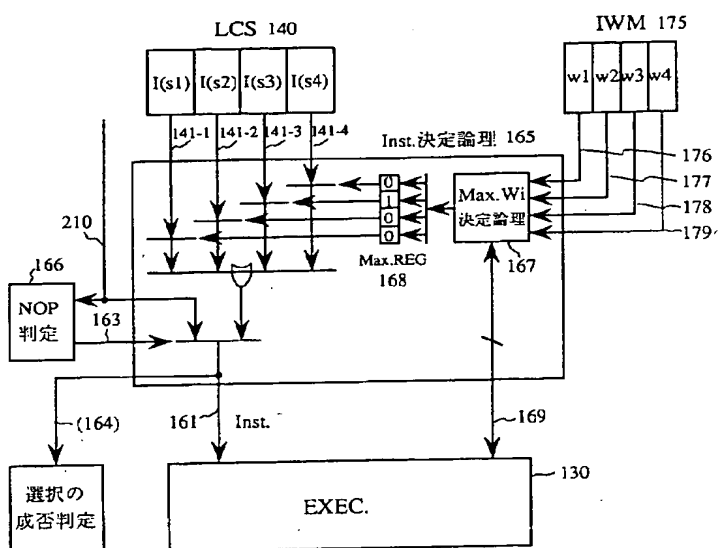 LCS 140
IWM 175
I(s1) I(s2) I(s3) I(s4)
w1 w2 w3 w4
141-1 141-2 141-3 141-4
Inst.決定論理 165
176
177
178
179
0
1
0
0
Max.Wi
決定論理
167
Max.REG
168
210
166
NOP
判定
163
(164)
161
Inst.
169
130
選択の
成否判定
EXEC.